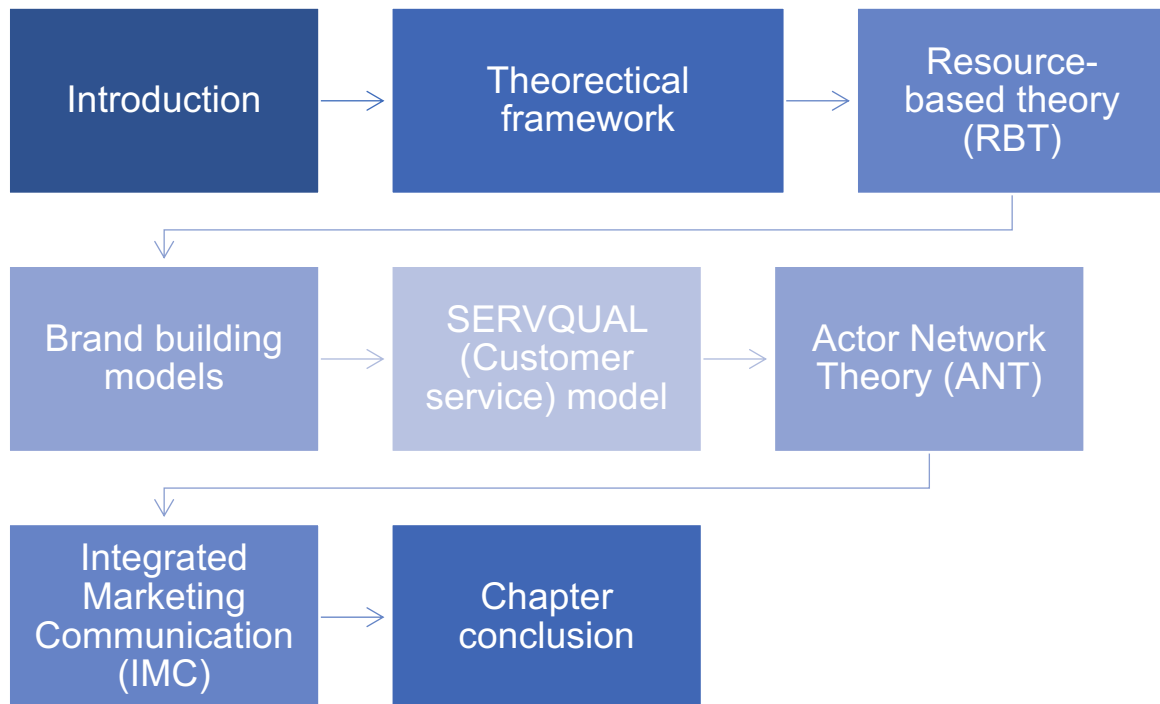 Introduction
Theorectical
framework
Resource-
based theory
(RBT)
Brand building
models
SERVQUAL
(Customer
service) model
Actor Network
Theory (ANT)
Integrated
Marketing
Communication
(IMC)
Chapter
conclusion